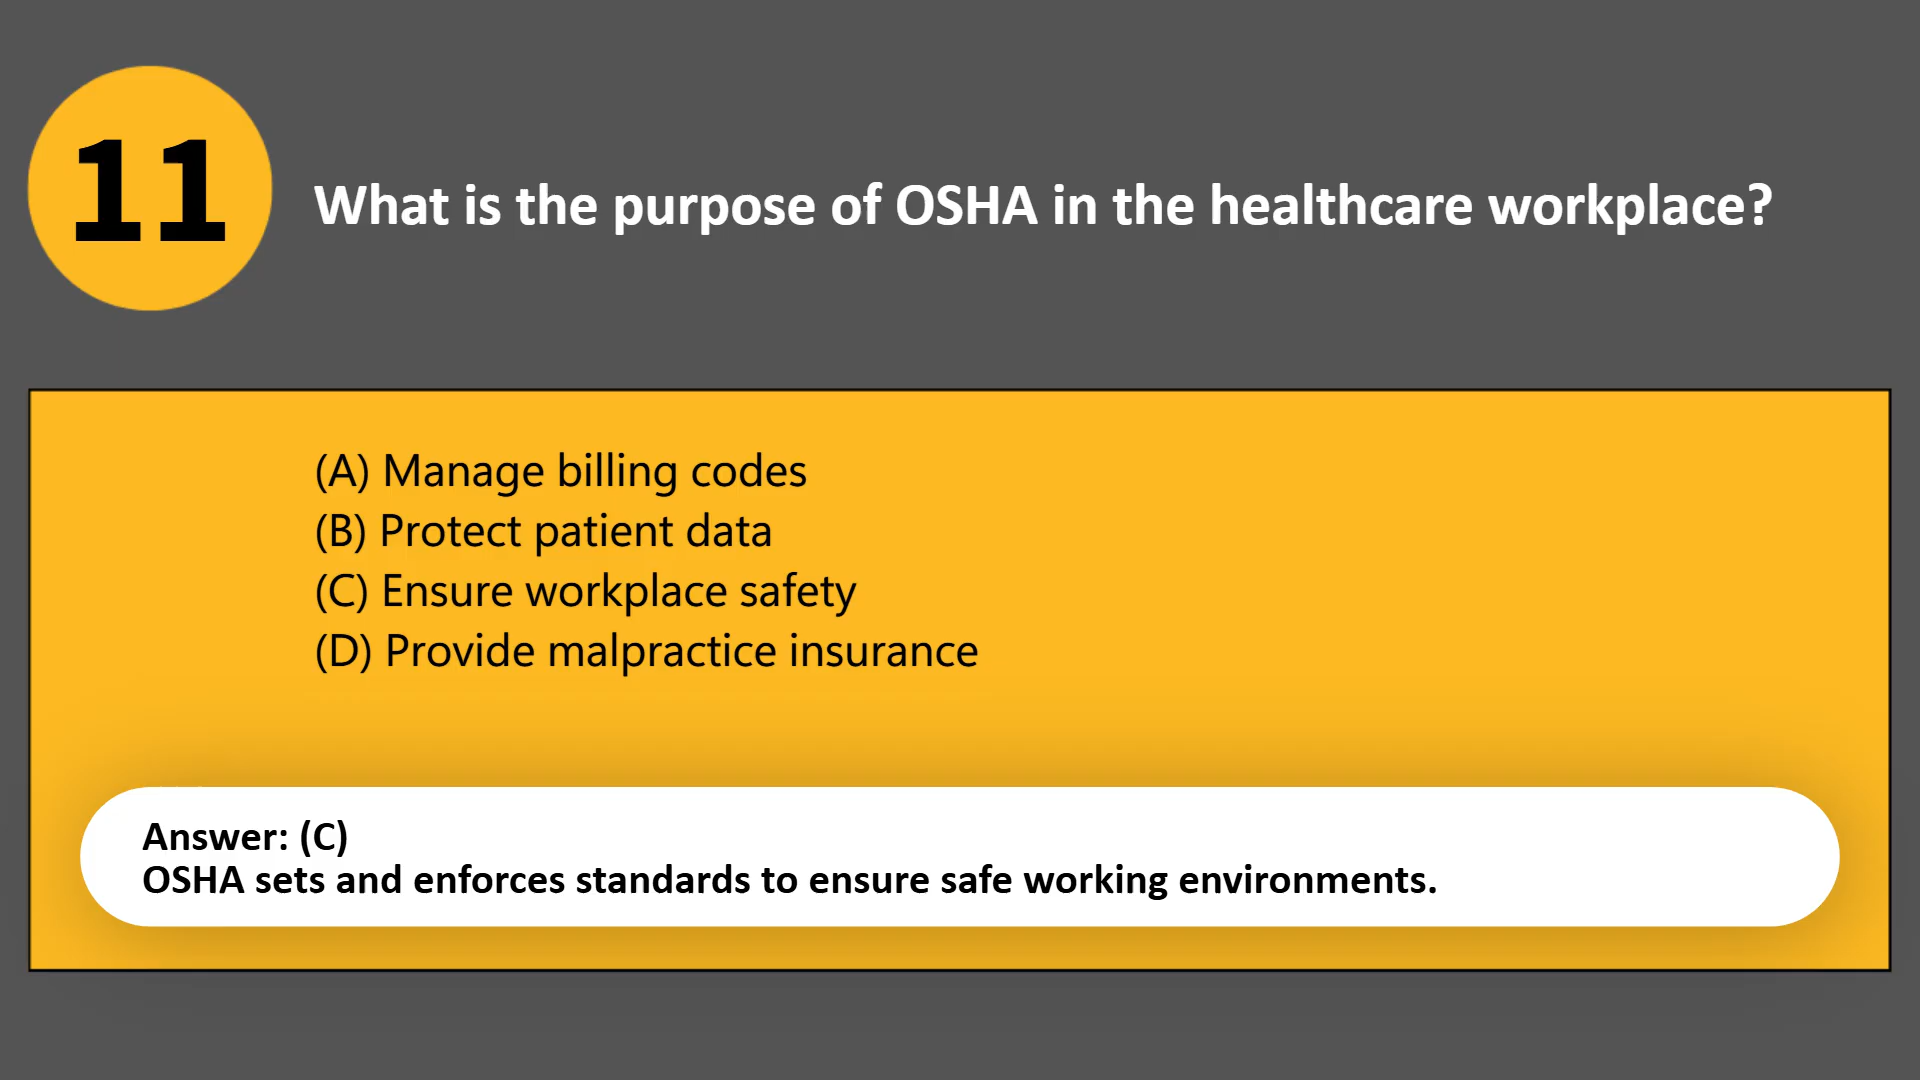 11
What is the purpose of OSHA in the healthcare workplace?
(A) Manage billing codes
(B) Protect patient data
(C) Ensure workplace safety
(D) Provide malpractice insurance
Answer: (C)
OSHA sets and enforces standards to ensure safe working environments.